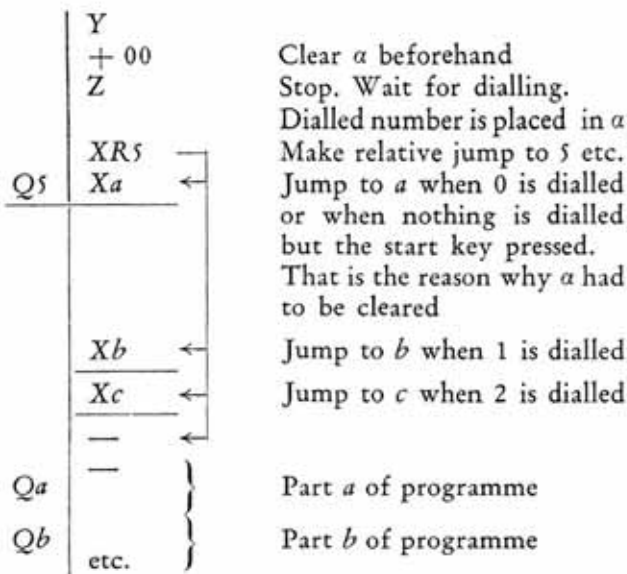 Y
+ 00 Clear α beforehand
Z Stop. Wait for dialling.
Dialled number is placed in α
XR5 Make relative jump to 5 etc.
Q5 Xa Jump to a when 0 is dialled
or when nothing is dialled
but the start key pressed.
That is the reason why α had
to be cleared
Xb Jump to b when 1 is dialled
Xc Jump to c when 2 is dialled
—
—
Qa Part a of programme
Qb Part b of programme
etc.